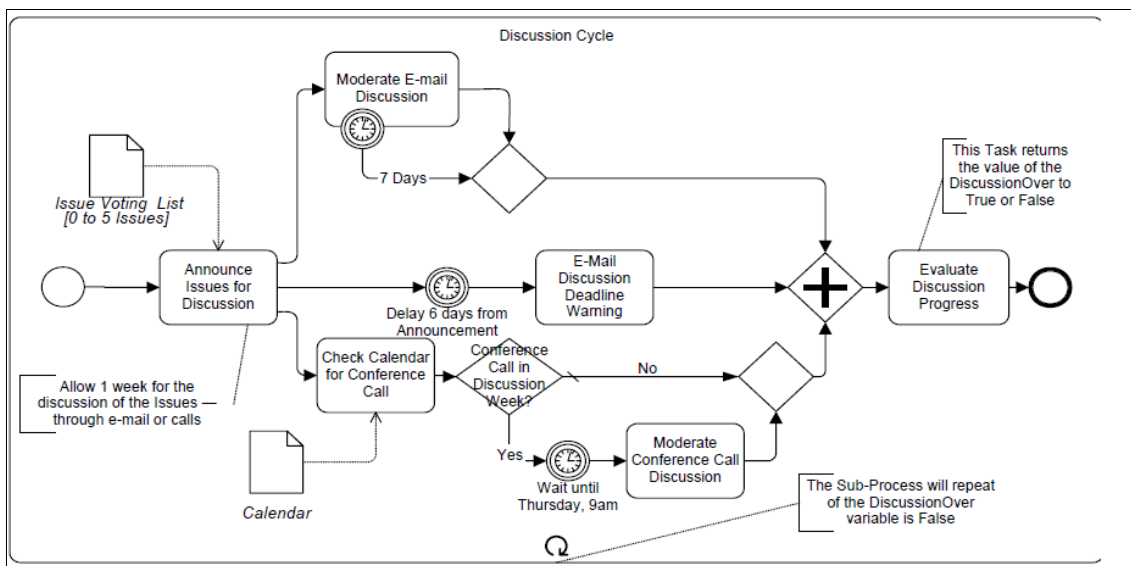 Discussion Cycle
Moderate E-mail
Discussion
7 Days
This Task returns
the value of the
DiscussionOver to
True or False
Issue Voting List
[0 to 5 Issues]
Announce
Issues for
Discussion
Delay 6 days from
Announcement
E-Mail
Discussion
Deadline
Warning
Evaluate
Discussion
Progress
Allow 1 week for the
discussion of the Issues —
through e-mail or calls
Check Calendar
for Conference
Call
Conference
Call in
Discussion
Week?
No
Yes
Wait until
Thursday, 9am
Moderate
Conference Call
Discussion
Calendar
The Sub-Process will repeat
of the DiscussionOver
variable is False